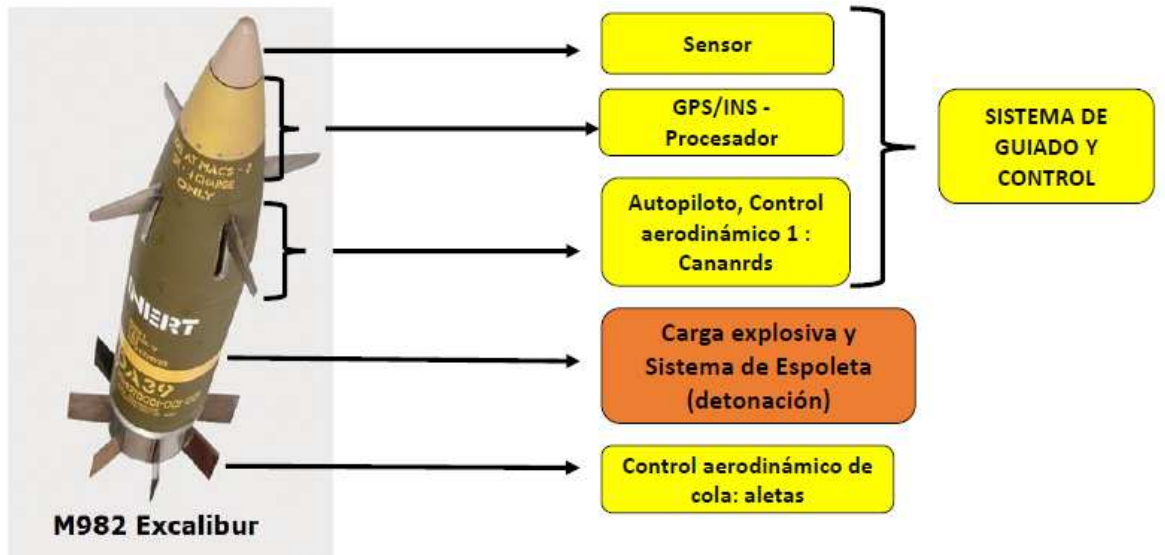 Sensor
GPS/INS -
Procesador
SISTEMA DE
GUIADO Y
CONTROL
Autopiloto, Control
aerodinámico 1 :
Cananrds
Carga explosiva y
Sistema de Espoleta
(detonación)
Control aerodinámico de
cola: aletas
ONLY
INERT
M982 Excalibur